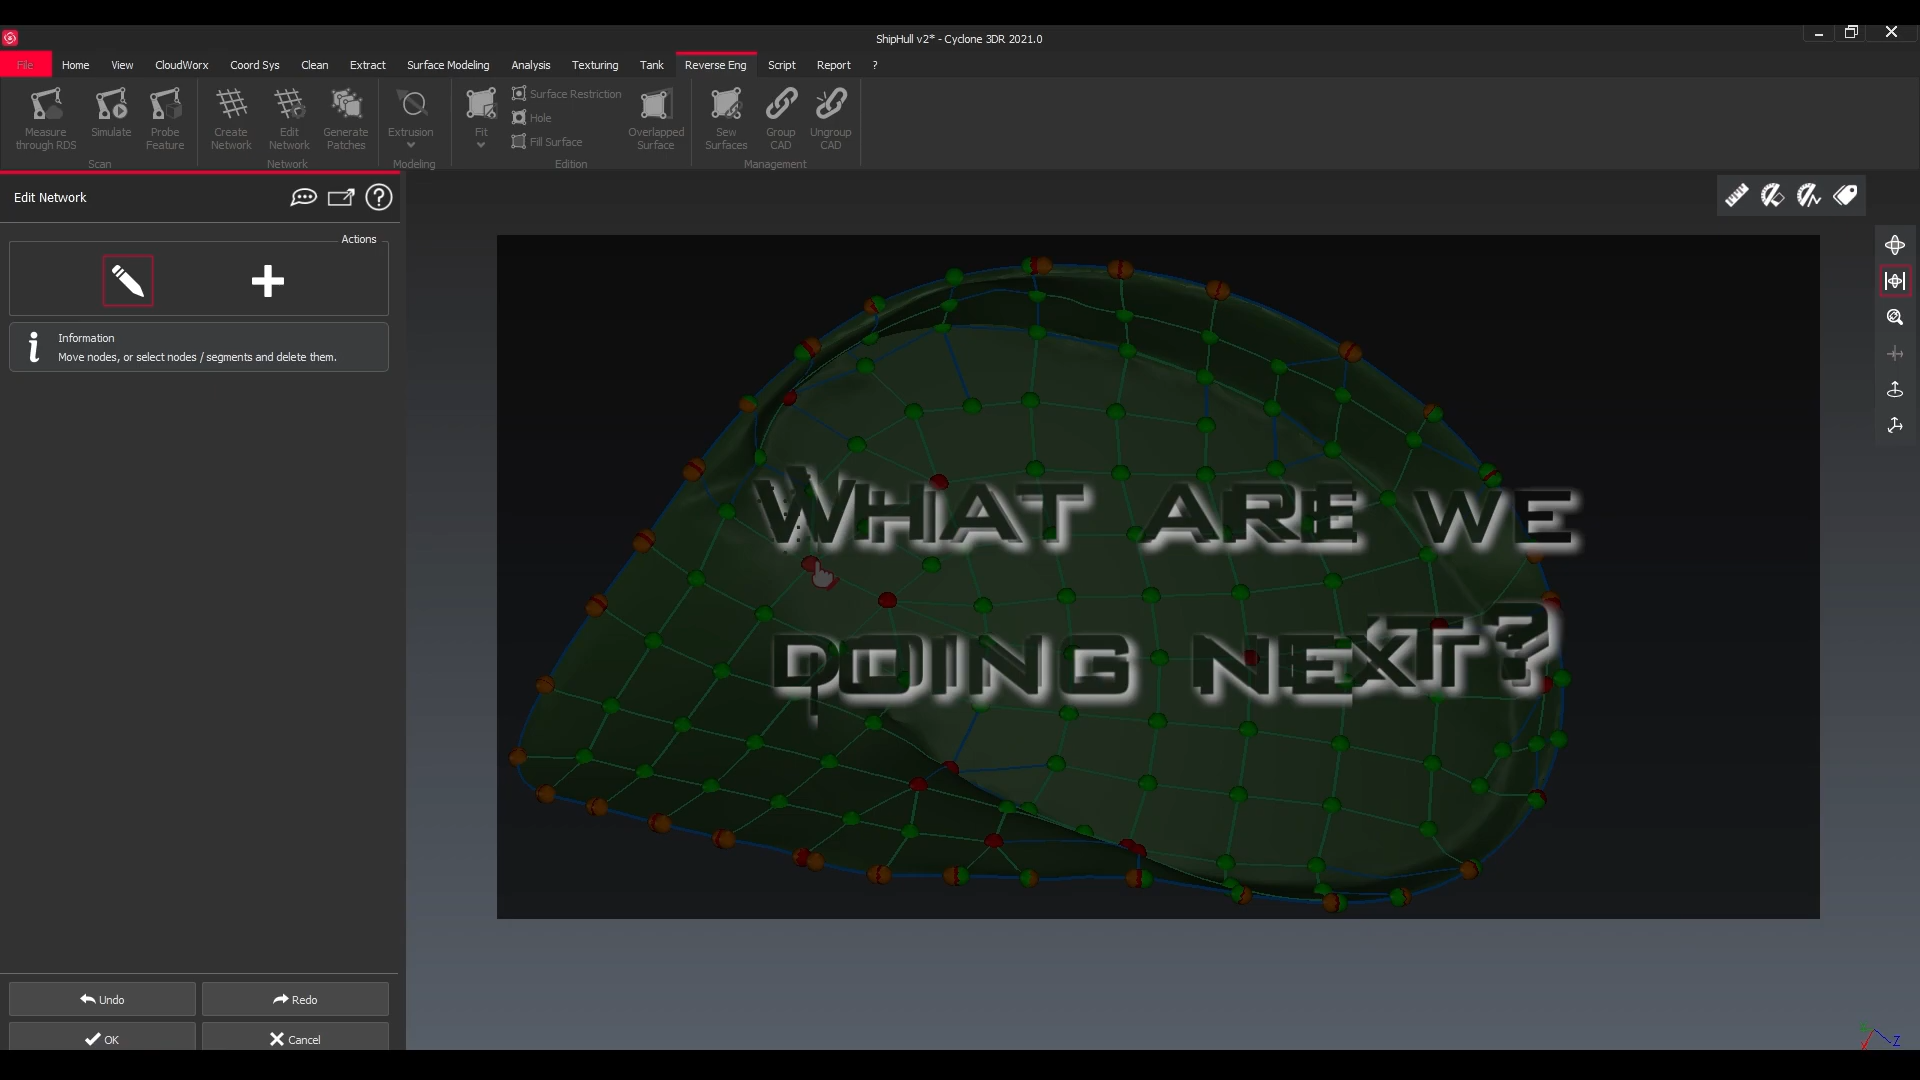 ShipHull v2* - Cyclone 3DR 2021.0
File Home View CloudWorx Coord Sys Clean Extract Surface Modeling Analysis Texturing Tank Reverse Eng Script Report ?
Measure through RDS
Simulate
Probe Feature
Scan
Create Network
Edit Network
Generate Patches
Network
Extrusion
Modeling
Fit
Surface Restriction
Hole
Fill Surface
Overlapped Surface
Edition
Sew Surfaces
Group CAD
Ungroup CAD
Management
Edit Network
Actions
Information
Move nodes, or select nodes / segments and delete them.
What are we
doing next?
Undo
Redo
OK
Cancel
Z